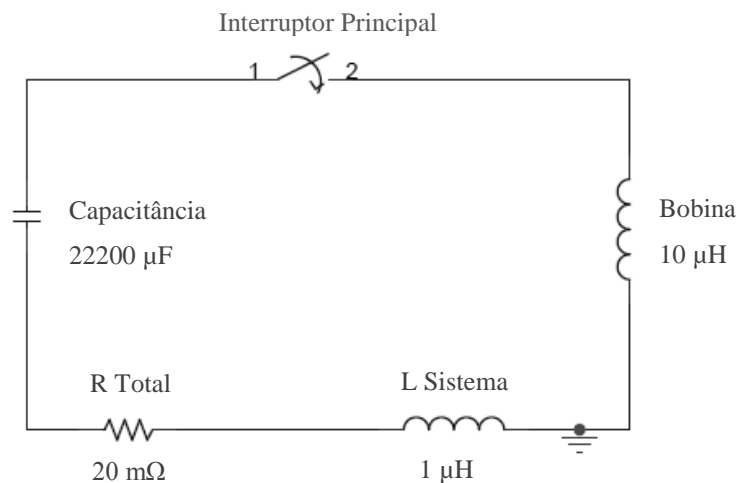 Interruptor Principal
1 2
Capacitância
22200 µF
Bobina
10 µH
R Total
20 mΩ
L Sistema
1 µH